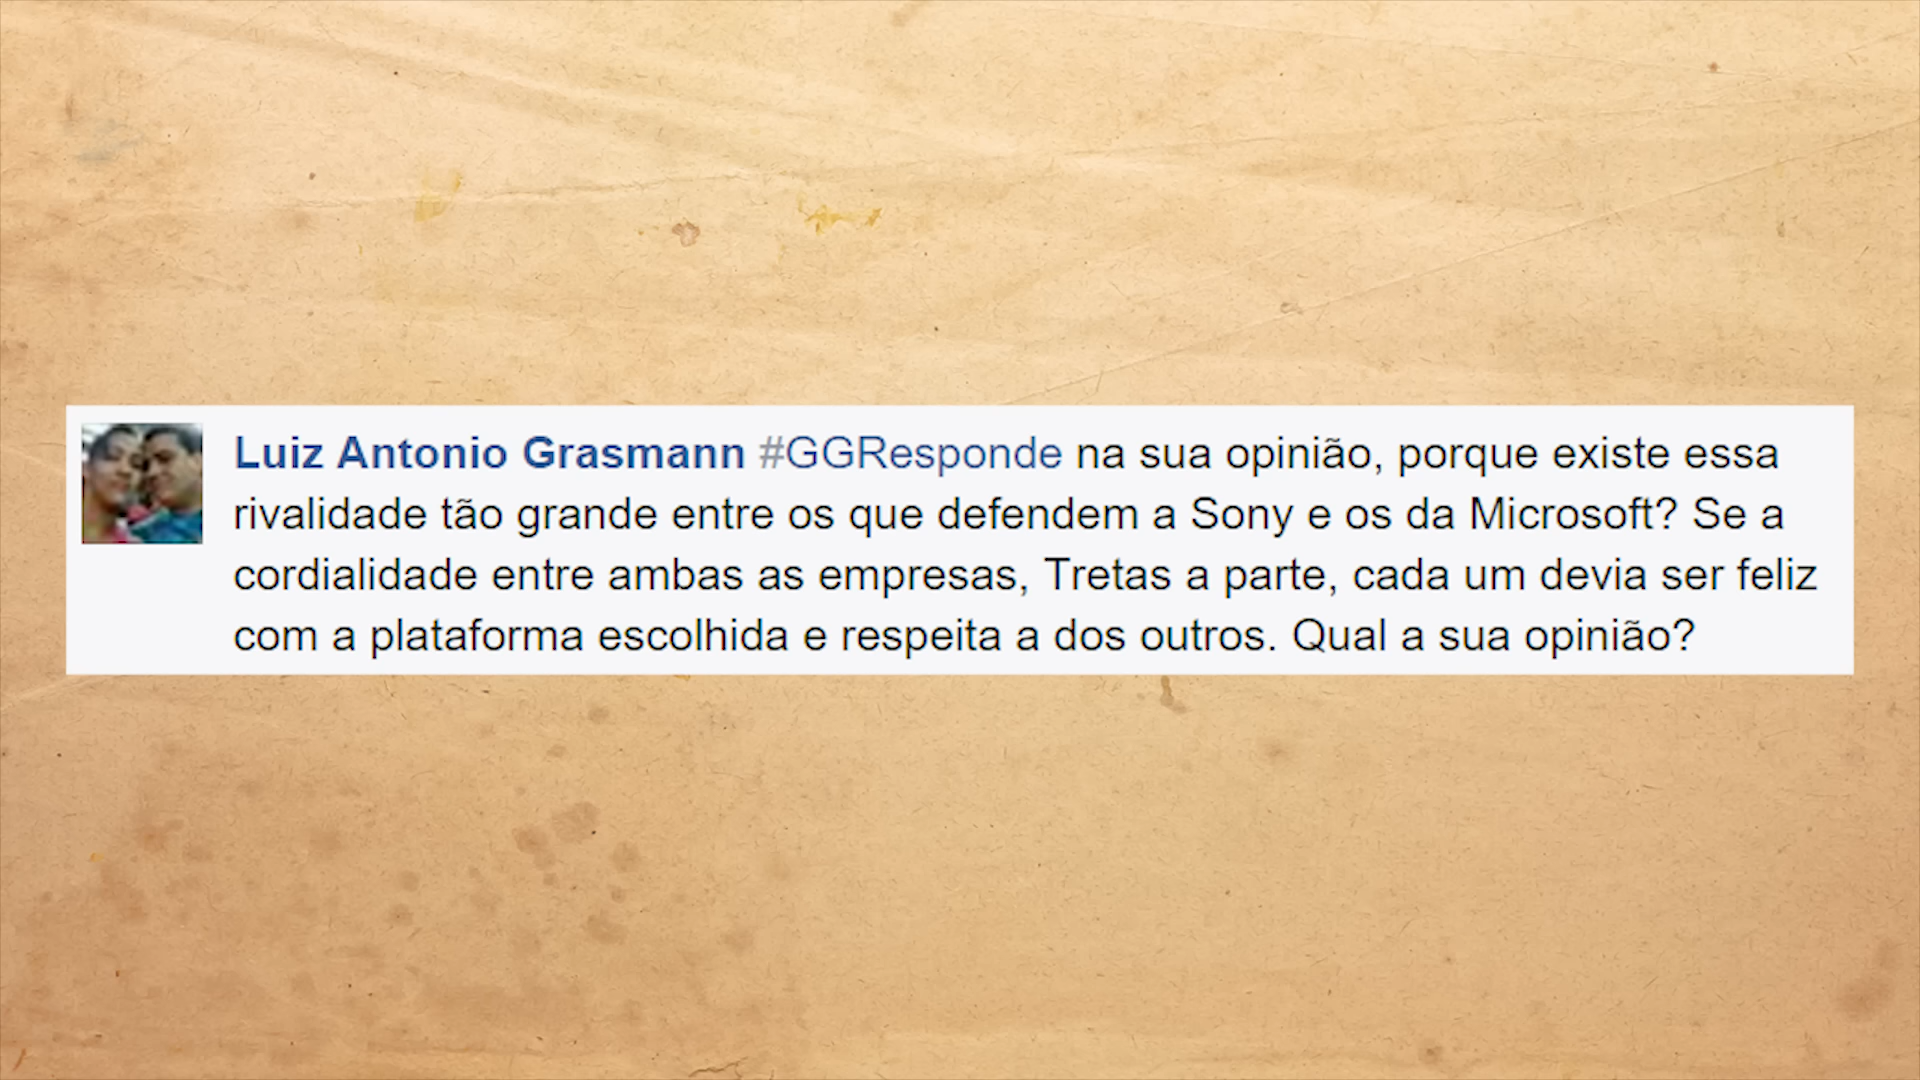 Luiz Antonio Grasmann #GGResponde na sua opinião, porque existe essa
rivalidade tão grande entre os que defendem a Sony e os da Microsoft? Se a
cordialidade entre ambas as empresas, Tretas a parte, cada um devia ser feliz
com a plataforma escolhida e respeita a dos outros. Qual a sua opinião?